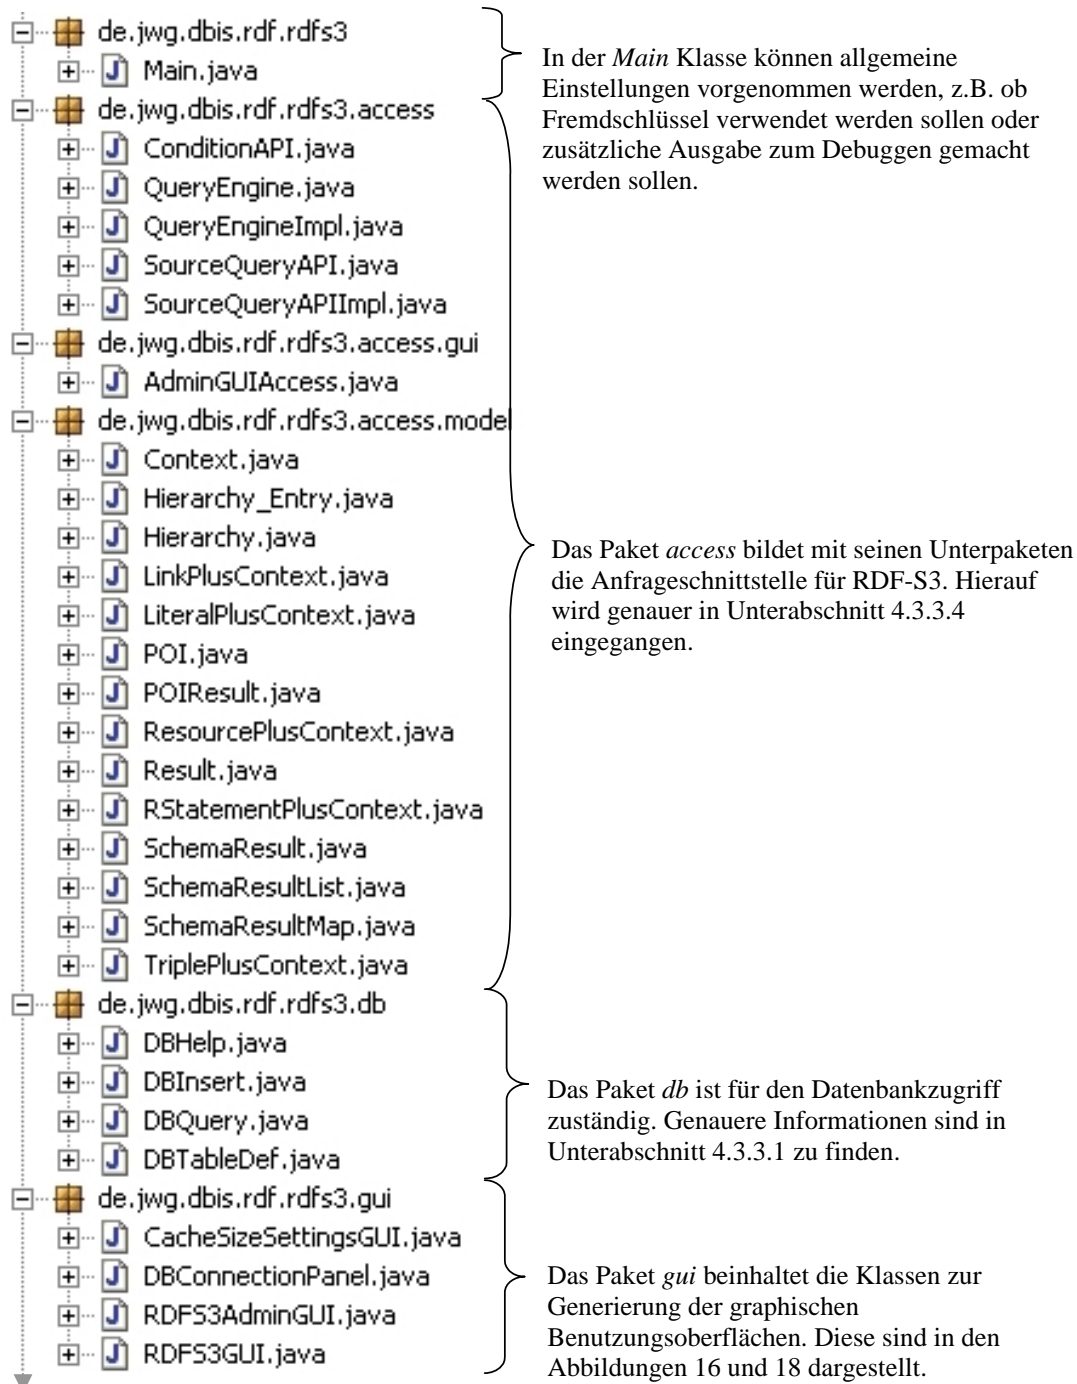 de.jwg.dbis.rdf.rdfs3
Main.java
In der Main Klasse können allgemeine
Einstellungen vorgenommen werden, z.B. ob
Fremdschlüssel verwendet werden sollen oder
zusätzliche Ausgabe zum Debuggen gemacht
werden sollen.
de.jwg.dbis.rdf.rdfs3.access
ConditionAPI.java
QueryEngine.java
QueryEngineImpl.java
SourceQueryAPI.java
SourceQueryAPIImpl.java
de.jwg.dbis.rdf.rdfs3.access.gui
AdminGUIAccess.java
de.jwg.dbis.rdf.rdfs3.access.model
Context.java
Hierarchy_Entry.java
Hierarchy.java
LinkPlusContext.java
LiteralPlusContext.java
POI.java
POIResult.java
ResourcePlusContext.java
Result.java
RStatementPlusContext.java
SchemaResult.java
SchemaResultList.java
SchemaResultMap.java
TriplePlusContext.java
Das Paket access bildet mit seinen Unterpaketen
die Anfrageschnittstelle für RDF-S3. Hierauf
wird genauer in Unterabschnitt 4.3.3.4
eingegangen.
de.jwg.dbis.rdf.rdfs3.db
DBHelp.java
DBInsert.java
DBQuery.java
DBTableDef.java
Das Paket db ist für den Datenbankzugriff
zuständig. Genauere Informationen sind in
Unterabschnitt 4.3.3.1 zu finden.
de.jwg.dbis.rdf.rdfs3.gui
CacheSizeSettingsGUI.java
DBConnectionPanel.java
RDFS3AdminGUI.java
RDFS3GUI.java
Das Paket gui beinhaltet die Klassen zur
Generierung der graphischen
Benutzungsoberflächen. Diese sind in den
Abbildungen 16 und 18 dargestellt.